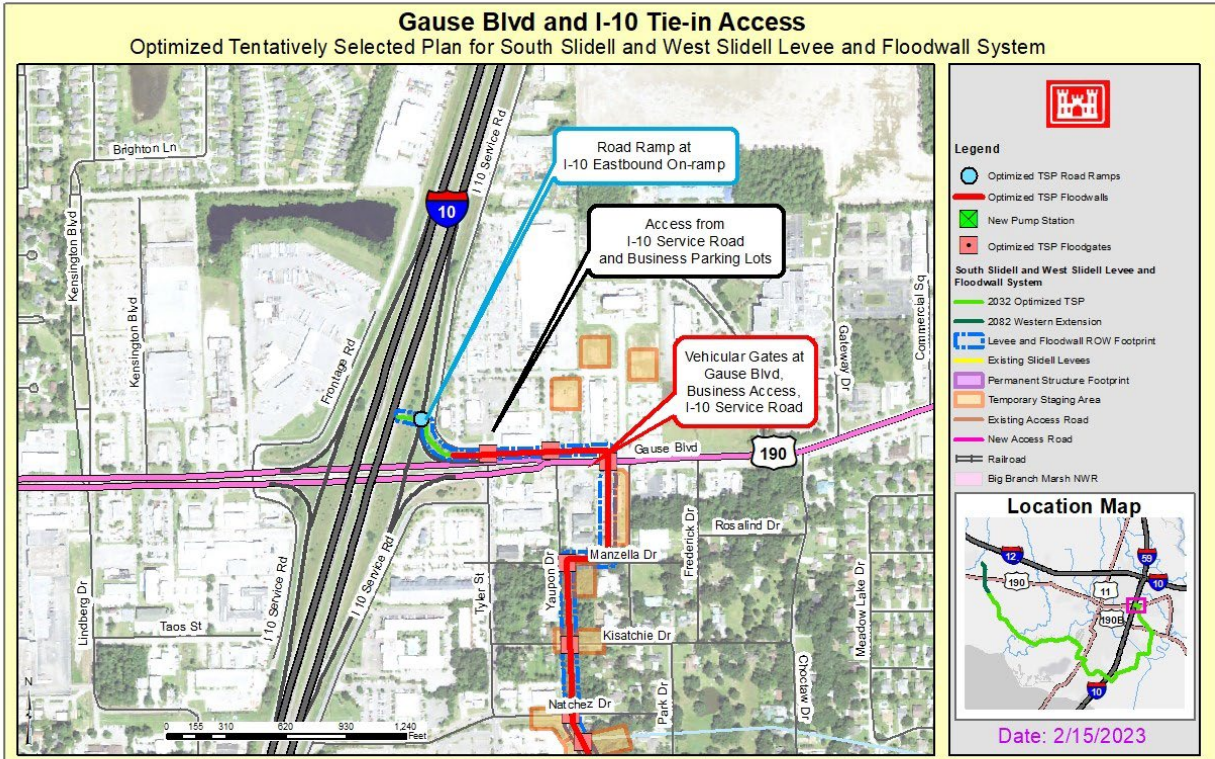 Gause Blvd and I-10 Tie-in Access
Optimized Tentatively Selected Plan for South Slidell and West Slidell Levee and Floodwall System
Brighton Ln
Kensington Blvd
Kensington Blvd
I 10 Service Rd
10
Road Ramp at
I-10 Eastbound On-ramp
Access from
I-10 Service Road
and Business Parking Lots
Vehicular Gates at
Gause Blvd,
Business Access,
I-10 Service Road
Gateway Dr
Commercial Sq
Frontage Rd
Gause Blvd
190
Lindberg Dr
Taos St
I 10 Service Rd
I 10 Service Rd
Tyler St
Yaupon Dr
Manzella Dr
Frederick Dr
Rosalind Dr
Meadow Lake Dr
Kisatchie Dr
Natchez Dr
Park Dr
Choctaw Dr
N
0 155 310 620 930 1,240
Feet
Legend
Optimized TSP Road Ramps
Optimized TSP Floodwalls
New Pump Station
Optimized TSP Floodgates
South Slidell and West Slidell Levee and
Floodwall System
2032 Optimized TSP
2082 Western Extension
Levee and Floodwall ROW Footprint
Existing Slidell Levees
Permanent Structure Footprint
Temporary Staging Area
Existing Access Road
New Access Road
Railroad
Big Branch Marsh NWR
Location Map
12
59
190
11
10
190B
10
Date: 2/15/2023